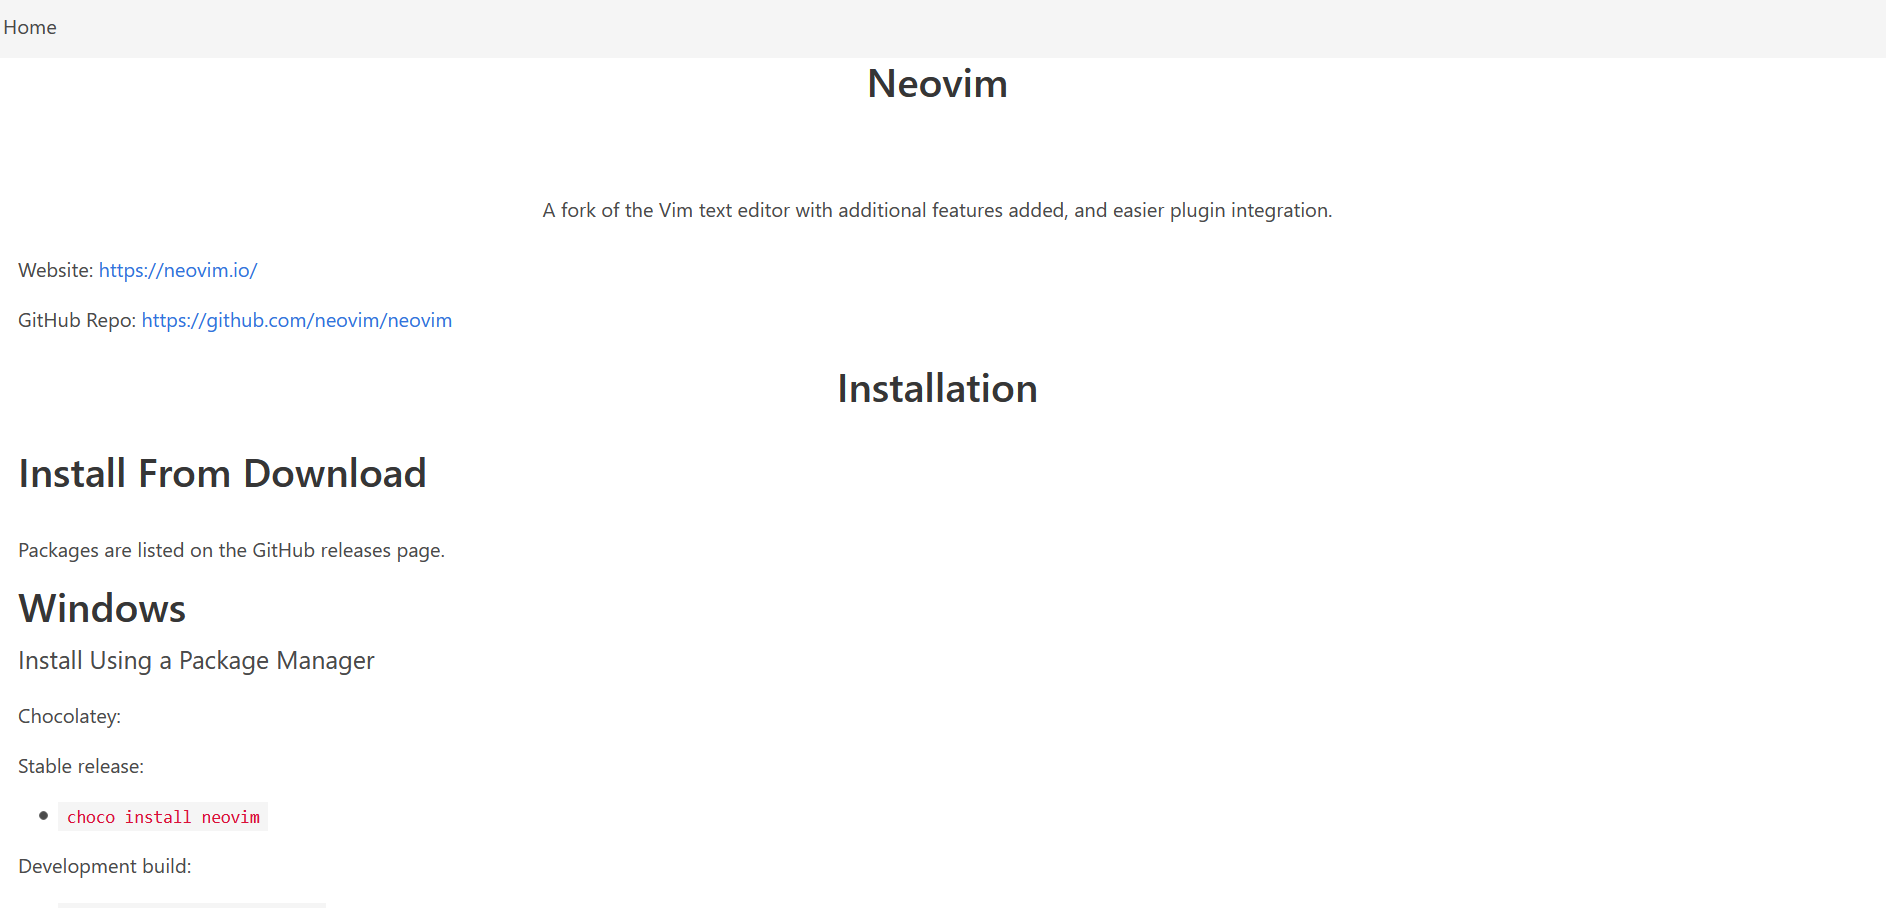 Home
Neovim
A fork of the Vim text editor with additional features added, and easier plugin integration.
Website: https://neovim.io/
GitHub Repo: https://github.com/neovim/neovim
Installation
Install From Download
Packages are listed on the GitHub releases page.
Windows
Install Using a Package Manager
Chocolatey:
Stable release:
choco install neovim
Development build: